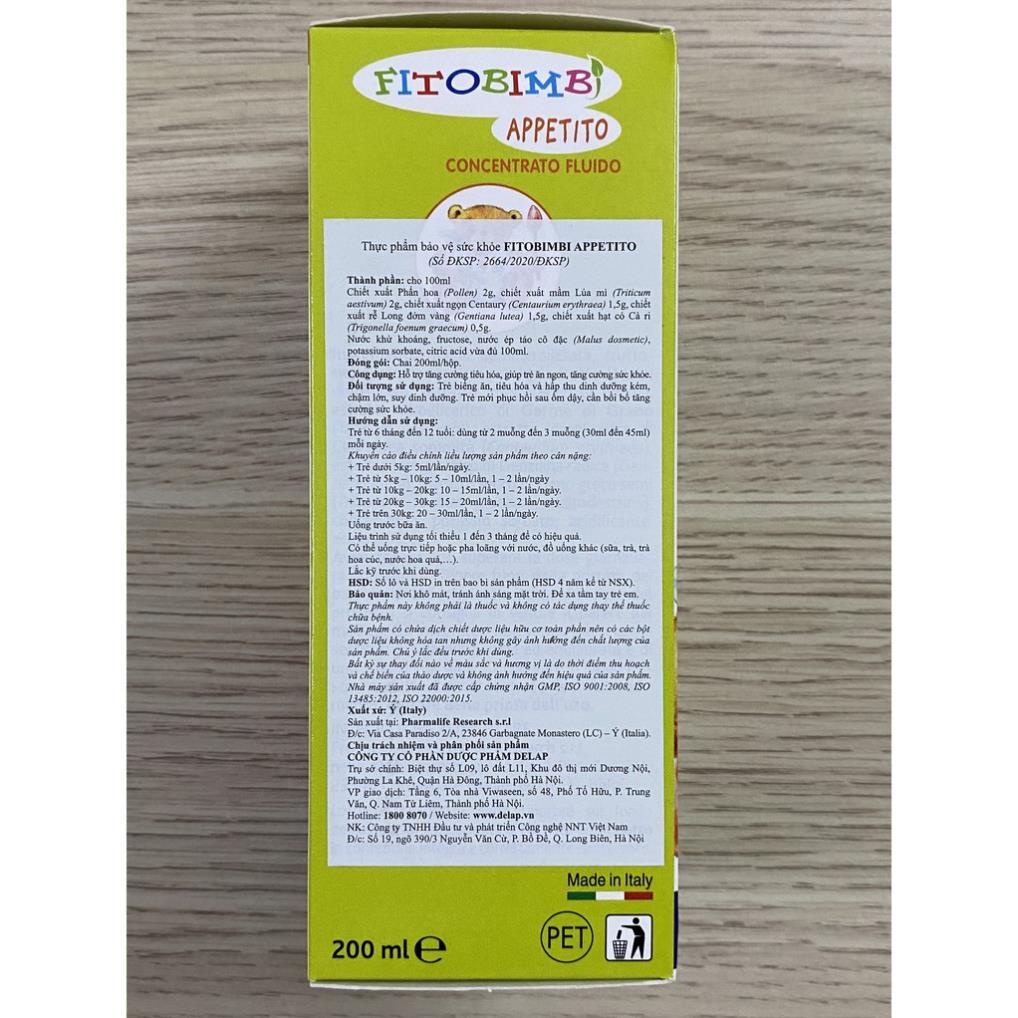 FITOBIMBI
APPETITO
CONCENTRATO FLUIDO
Thực phẩm bảo vệ sức khỏe FITOBIMBI APPETITO
(Số ĐKSP: 2664/2020/ĐKSP)
Thành phần: cho 100ml
Chiết xuất Phấn hoa (Pollen) 2g, chiết xuất mầm Lúa mì (Triticum
aestivum) 2g, chiết xuất ngọn Centaury (Centaurium erythraea) 1,5g, chiết
xuất rễ Long đởm vàng (Gentiana lutea) 1,5g, chiết xuất hạt cỏ Cà ri
(Trigonella foenum graecum) 0,5g.
Nước khử khoáng, fructose, nước ép táo cô đặc (Malus dosmetic),
potassium sorbate, citric acid vừa đủ 100ml.
Đóng gói: Chai 200ml/hộp.
Công dụng: Hỗ trợ tăng cường tiêu hóa, giúp trẻ ăn ngon, tăng cường sức khỏe.
Đối tượng sử dụng: Trẻ biếng ăn, tiêu hóa và hấp thu dinh dưỡng kém,
chậm lớn, suy dinh dưỡng. Trẻ mới phục hồi sau ốm dậy, cần bồi bổ tăng
cường sức khỏe.
Hướng dẫn sử dụng:
Trẻ từ 6 tháng đến 12 tuổi: dùng từ 2 muỗng đến 3 muỗng (30ml đến 45ml)
mỗi ngày.
Khuyến cáo điều chỉnh liều lượng sản phẩm theo cân nặng:
+ Trẻ dưới 5kg: 5ml/lần/ngày.
+ Trẻ từ 5kg – 10kg: 5 – 10ml/lần, 1 – 2 lần/ngày
+ Trẻ từ 10kg – 20kg: 10 – 15ml/lần, 1 – 2 lần/ngày.
+ Trẻ từ 20kg – 30kg: 15 – 20ml/lần, 1 – 2 lần/ngày.
+ Trẻ trên 30kg: 20 – 30ml/lần, 1 – 2 lần/ngày.
Uống trước bữa ăn.
Liệu trình sử dụng tối thiểu 1 đến 3 tháng để có hiệu quả.
Có thể uống trực tiếp hoặc pha loãng với nước, đồ uống khác (sữa, trà, trà
hoa cúc, nước hoa quả,...).
Lắc kỹ trước khi dùng.
HSD: Số lô và HSD in trên bao bì sản phẩm (HSD 4 năm kể từ NSX).
Bảo quản: Nơi khô mát, tránh ánh sáng mặt trời. Để xa tầm tay trẻ em.
Thực phẩm này không phải là thuốc và không có tác dụng thay thế thuốc
chữa bệnh.
Sản phẩm có chứa dịch chiết dược liệu hữu cơ toàn phần nên có các bột
dược liệu không hòa tan nhưng không gây ảnh hưởng đến chất lượng của
sản phẩm. Chú ý lắc đều trước khi dùng.
Bất kỳ sự thay đổi nào về màu sắc và hương vị là do thời điểm thu hoạch
và chế biến của thảo dược và không ảnh hưởng đến hiệu quả của sản phẩm.
Nhà máy sản xuất đã được cấp chứng nhận GMP, ISO 9001:2008, ISO
13485:2012, ISO 22000:2015.
Xuất xứ: Ý (Italy)
Sản xuất tại: Pharmalife Research s.r.l
Đ/c: Via Casa Paradiso 2/A, 23846 Garbagnate Monastero (LC) – Ý (Italia).
Chịu trách nhiệm và phân phối sản phẩm
CÔNG TY CỔ PHẦN DƯỢC PHẨM DELAP
Trụ sở chính: Biệt thự số L09, lô đất L11, Khu đô thị mới Dương Nội,
Phường La Khê, Quận Hà Đông, Thành phố Hà Nội.
VP giao dịch: Tầng 6, Tòa nhà Viwaseen, số 48, Phố Tố Hữu, P. Trung
Văn, Q. Nam Từ Liêm, Thành phố Hà Nội.
Hotline: 1800 8070 / Website: www.delap.vn
NK: Công ty TNHH Đầu tư và phát triển Công nghệ NNT Việt Nam
Đ/c: Số 19, ngõ 390/3 Nguyễn Văn Cừ, P. Bồ Đề, Q. Long Biên, Hà Nội
Made in Italy
200 ml e
PET